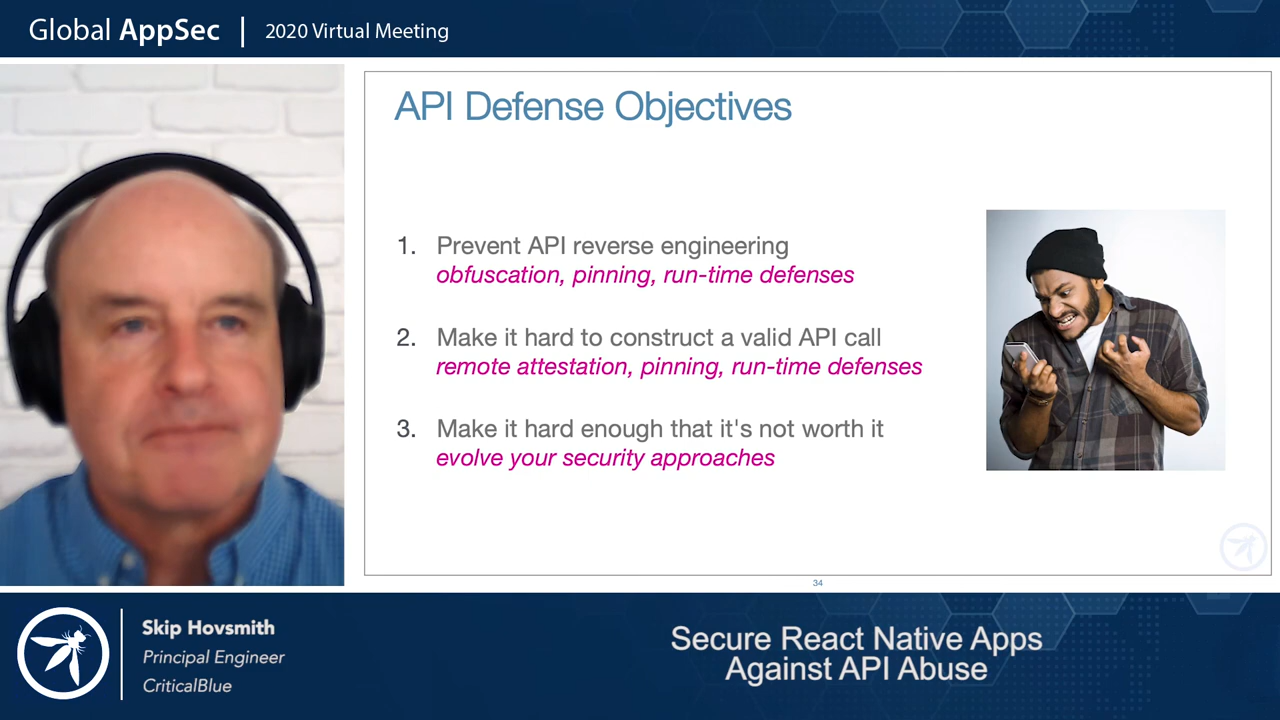 Global AppSec | 2020 Virtual Meeting
API Defense Objectives
1. Prevent API reverse engineering
obfuscation, pinning, run-time defenses
2. Make it hard to construct a valid API call
remote attestation, pinning, run-time defenses
3. Make it hard enough that it's not worth it
evolve your security approaches
34
Skip Hovsmith
Principal Engineer
CriticalBlue
Secure React Native Apps
Against API Abuse